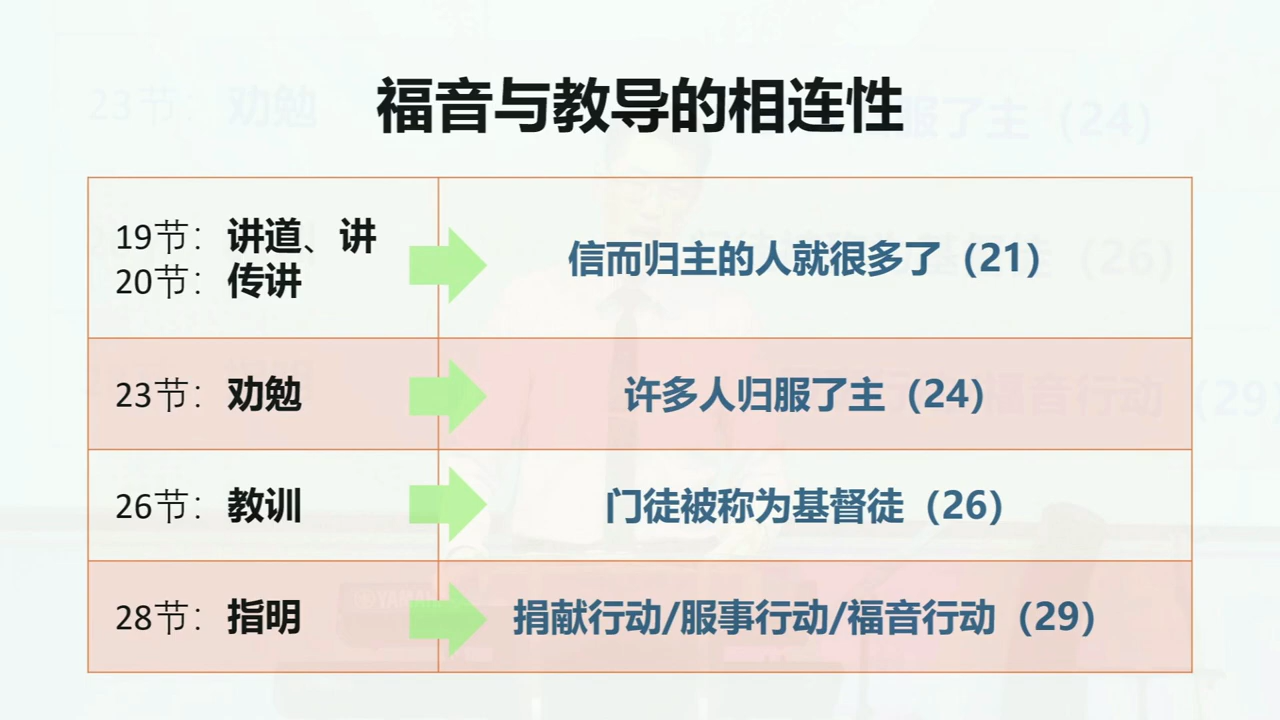 福音与教导的相连性
19节：讲道、讲
20节：传讲
信而归主的人就很多了（21）
23节：劝勉
许多人归服了主（24）
26节：教训
门徒被称为基督徒（26）
28节：指明
捐献行动/服事行动/福音行动（29）